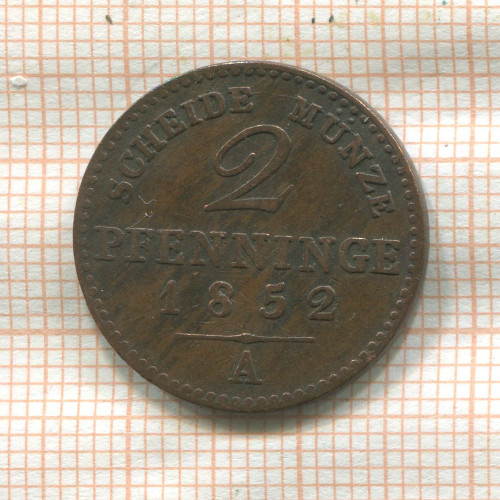 SCHEIDE MÜNZE
2
PFENNINGE
1852
A